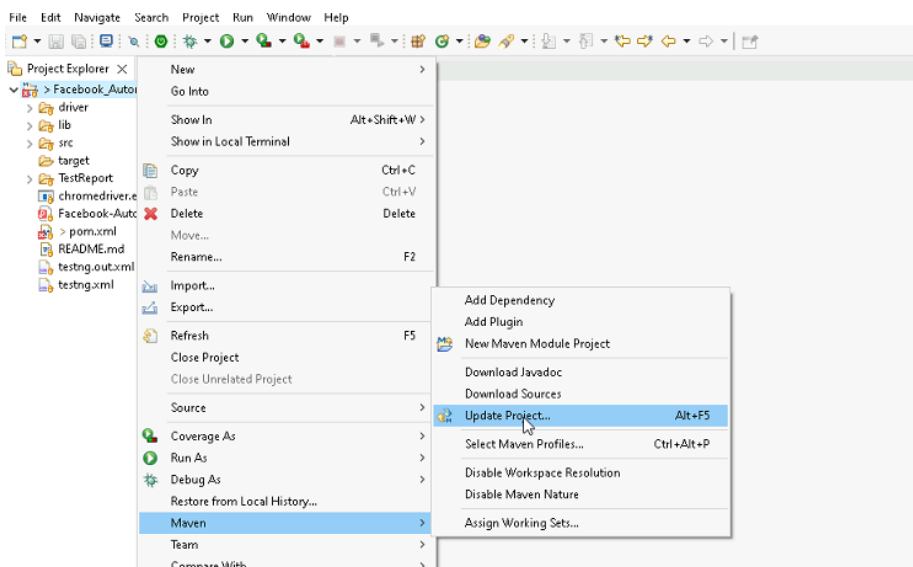 File Edit Navigate Search Project Run Window Help
Project Explorer
> Facebook_Autor
driver
lib
src
target
TestReport
chromedriver.e
Facebook-Autc
> pom.xml
README.md
testng.out.xml
testng.xml
New
Go Into
Show In Alt+Shift+W >
Show in Local Terminal
Copy Ctrl+C
Paste Ctrl+V
Delete Delete
Move...
Rename... F2
Import...
Export...
Refresh F5
Close Project
Close Unrelated Project
Source
Coverage As
Run As
Debug As
Restore from Local History...
Maven
Team
Compare With
Add Dependency
Add Plugin
New Maven Module Project
Download Javadoc
Download Sources
Update Project... Alt+F5
Select Maven Profiles... Ctrl+Alt+P
Disable Workspace Resolution
Disable Maven Nature
Assign Working Sets...